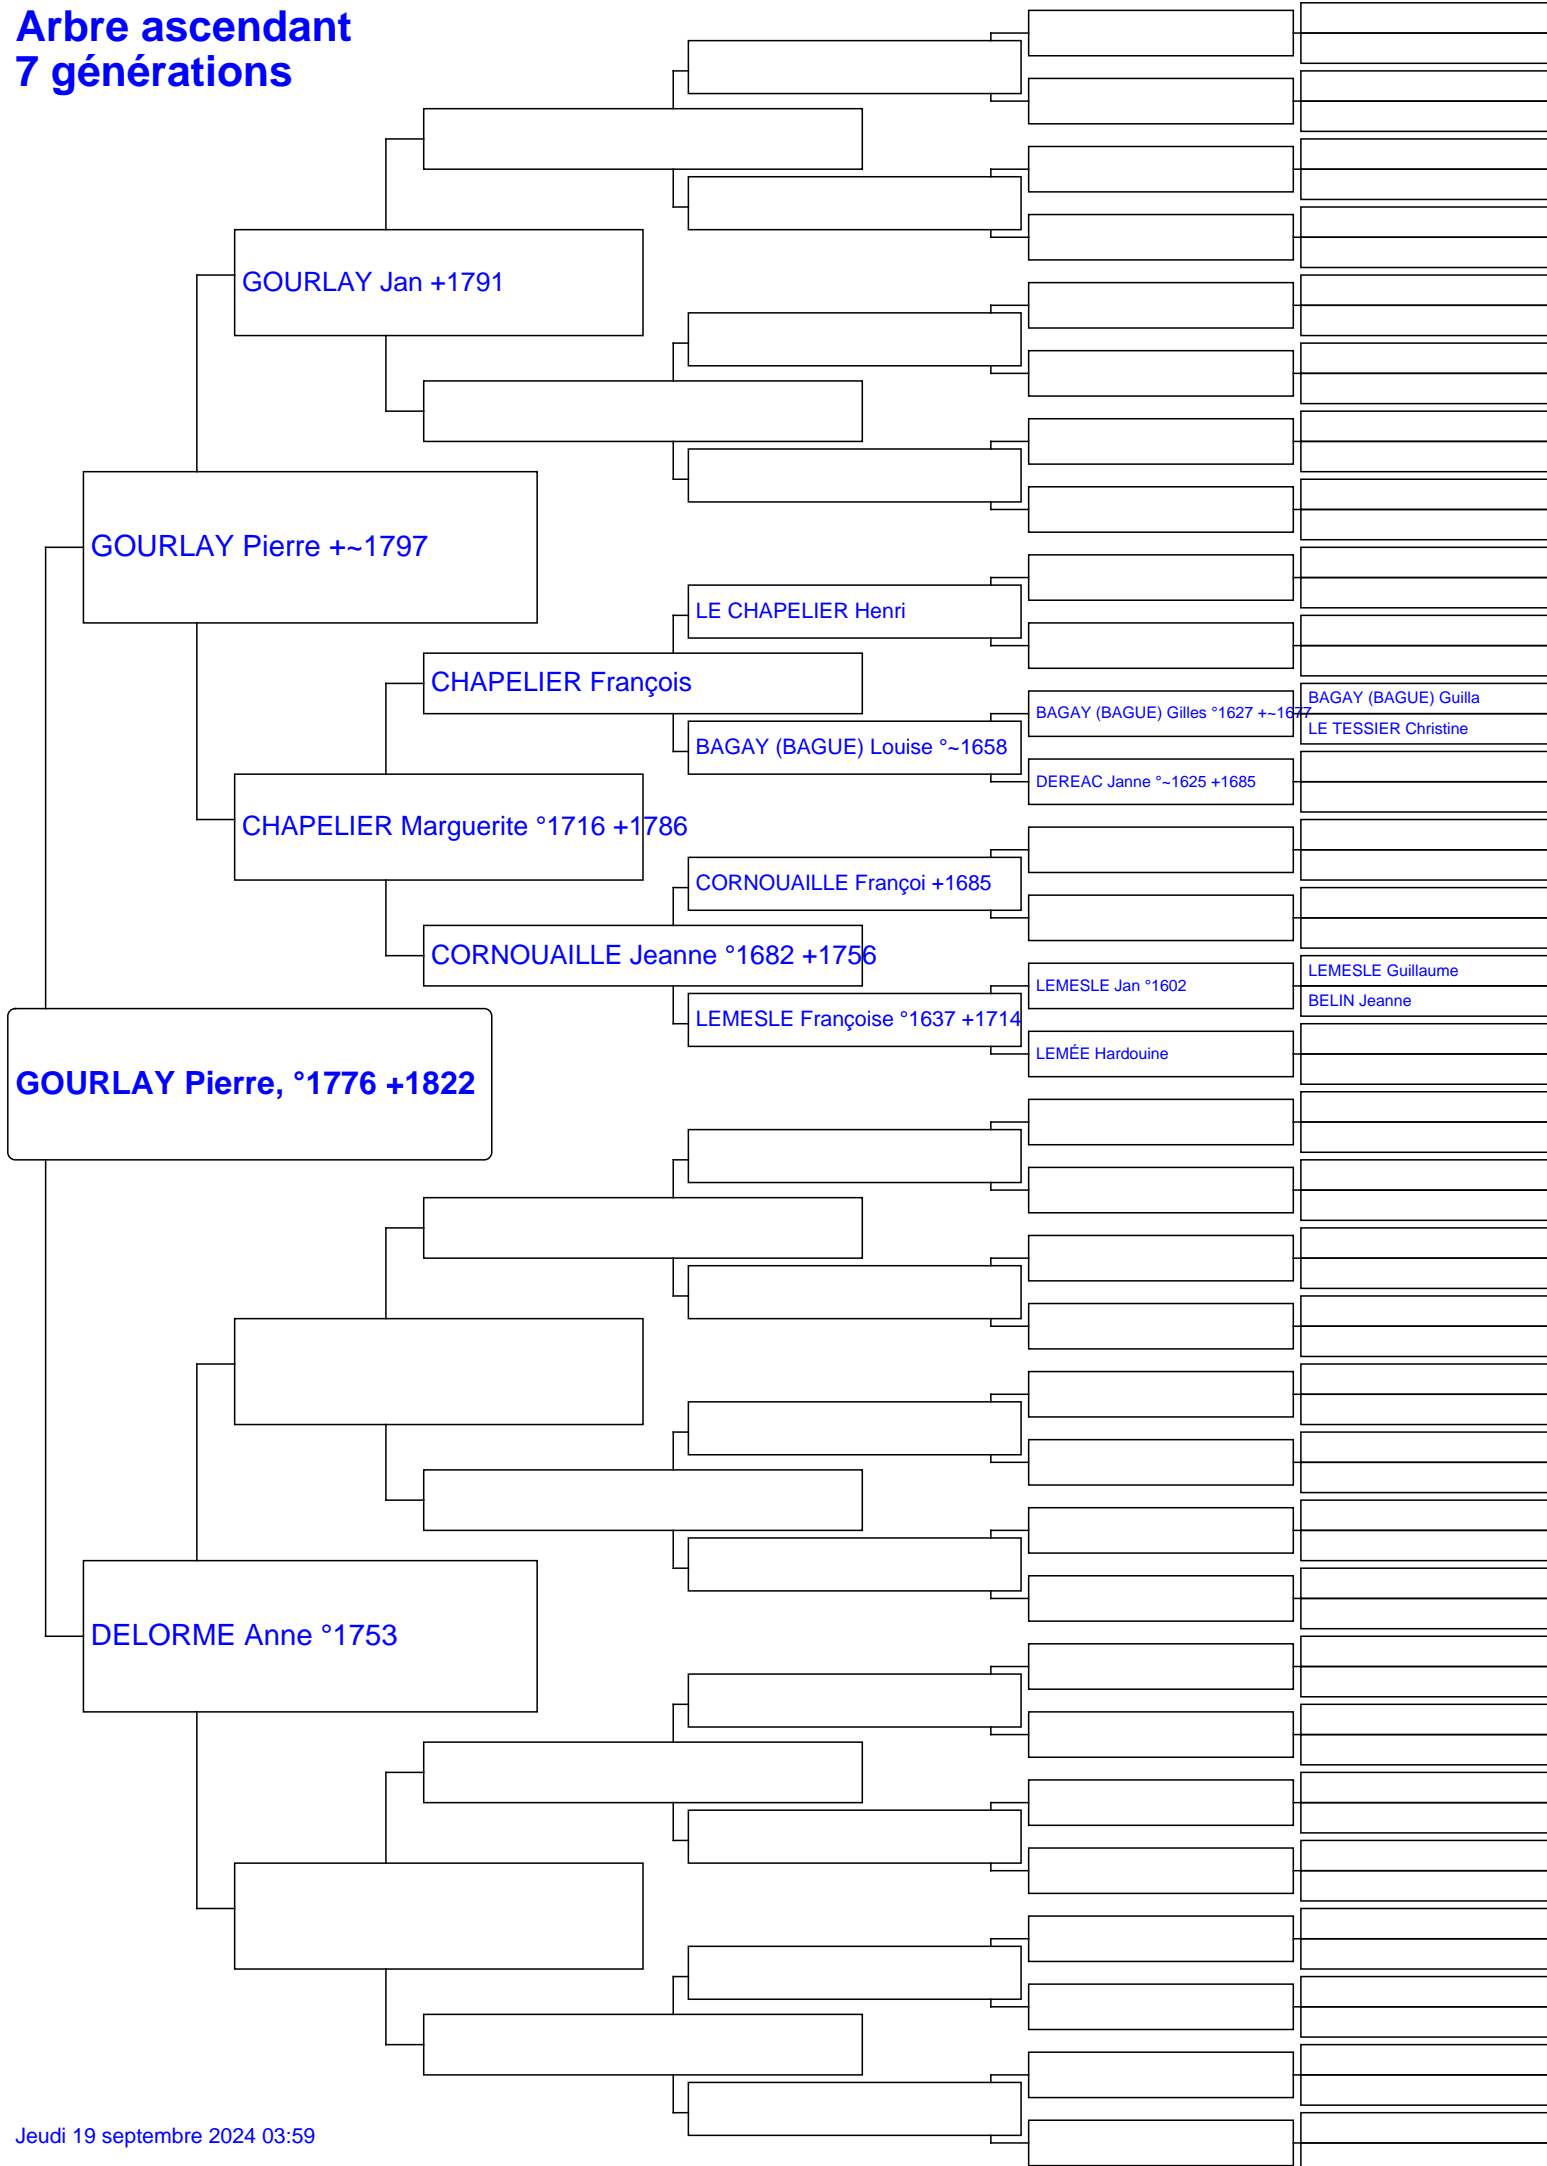 Arbre ascendant
7 générations
GOURLAY Jan +1791
GOURLAY Pierre +~1797
LE CHAPELIER Henri
CHAPELIER François
BAGAY (BAGUE) Guilla
BAGAY (BAGUE) Gilles °1627 +~1677
LE TESSIER Christine
BAGAY (BAGUE) Louise °~1658
DEREAC Janne °~1625 +1685
CHAPELIER Marguerite °1716 +1786
CORNOUAILLE Françoi +1685
CORNOUAILLE Jeanne °1682 +1756
LEMESLE Guillaume
LEMESLE Jan °1602
BELIN Jeanne
LEMESLE Françoise °1637 +1714
LEMÉE Hardouine
GOURLAY Pierre, °1776 +1822
DELORME Anne °1753
Jeudi 19 septembre 2024 03:59